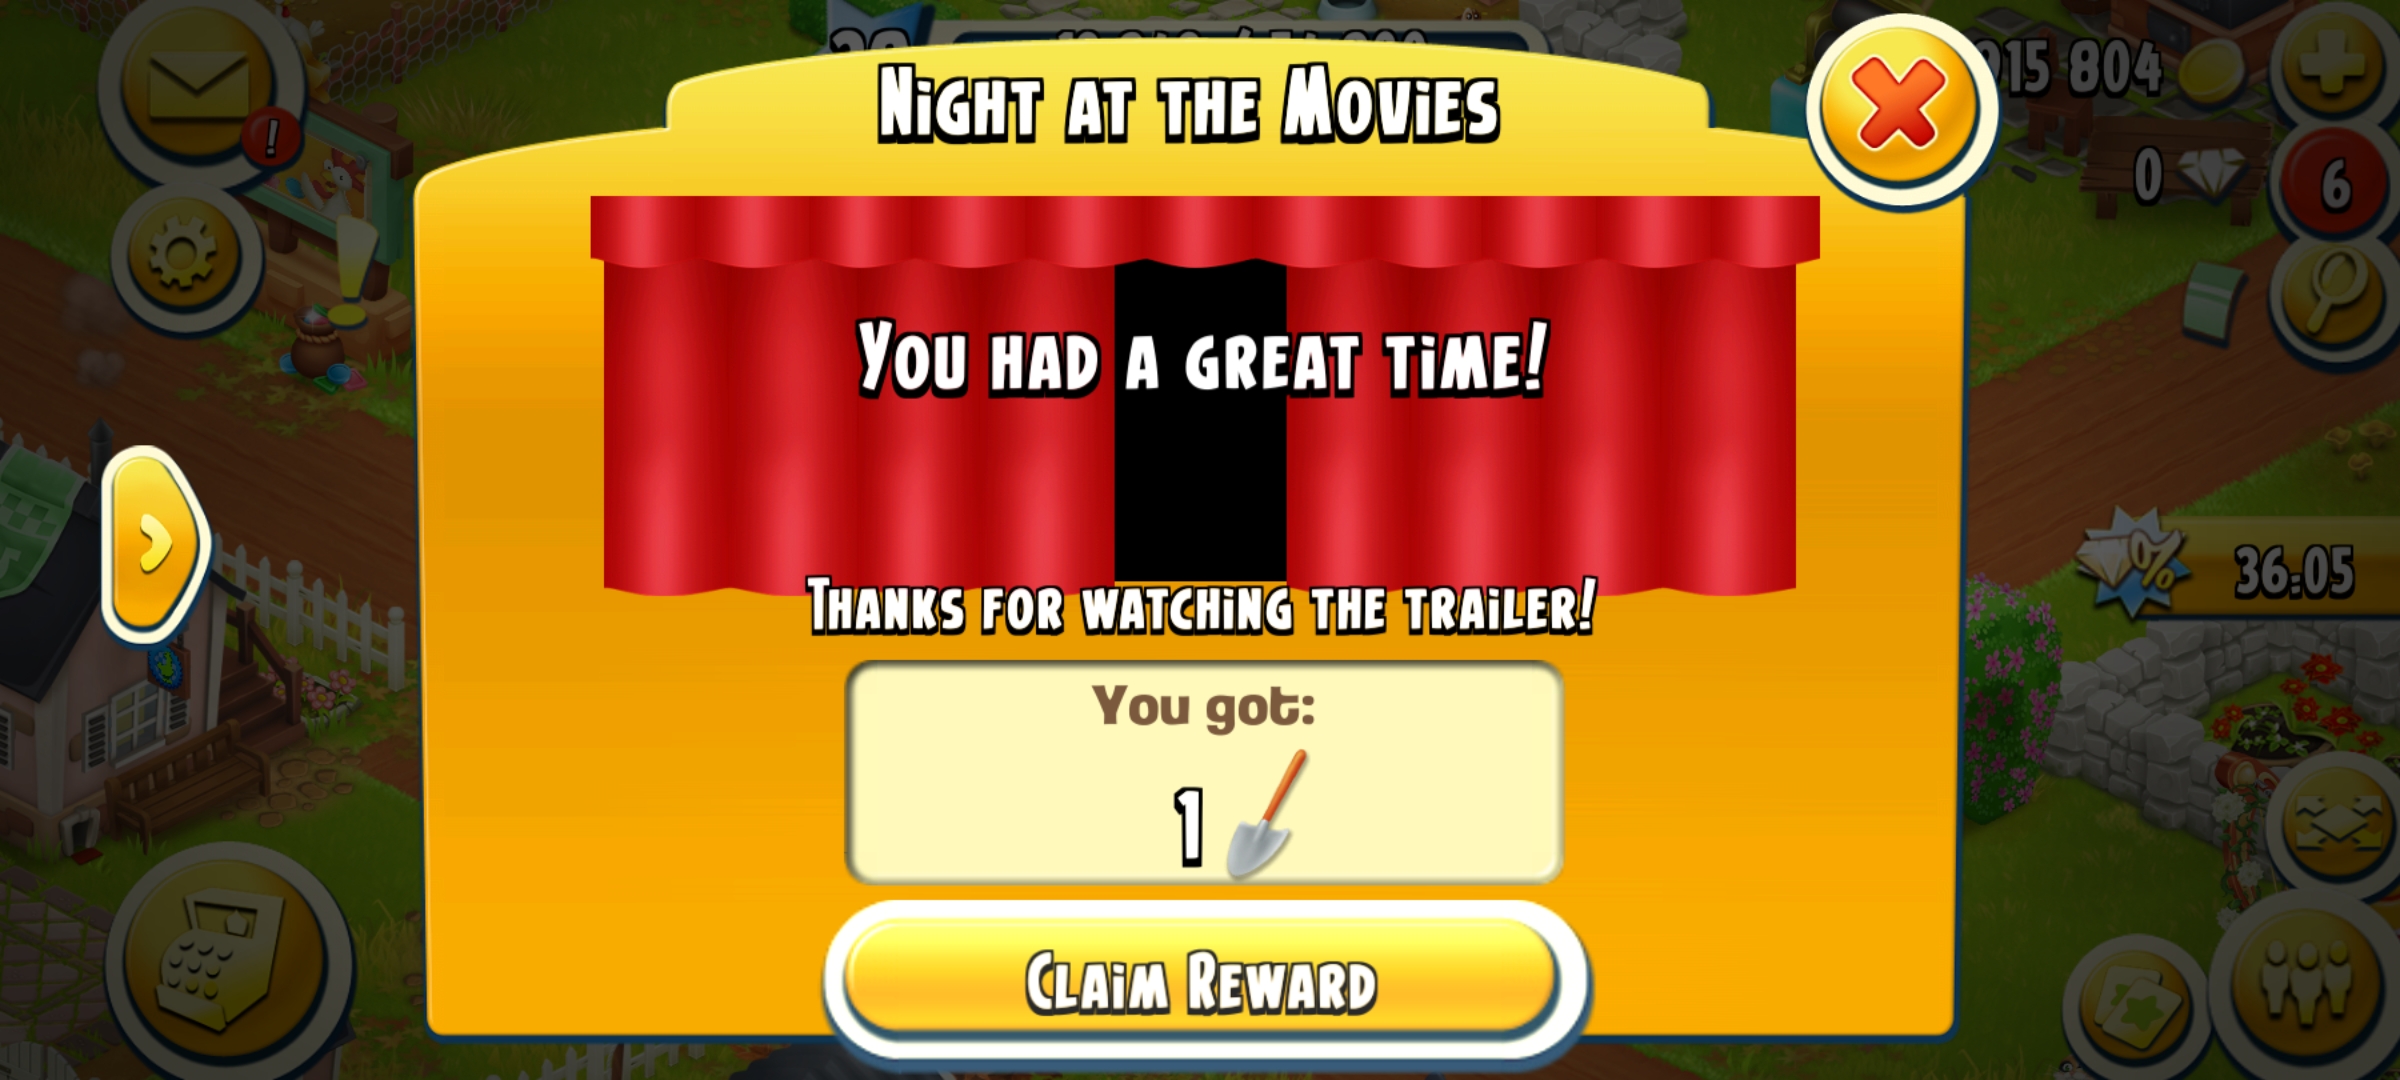 Night at the Movies
915 804
!
0
6
You had a great time!
36:05
Thanks for watching the trailer!
You got:
1
Claim Reward